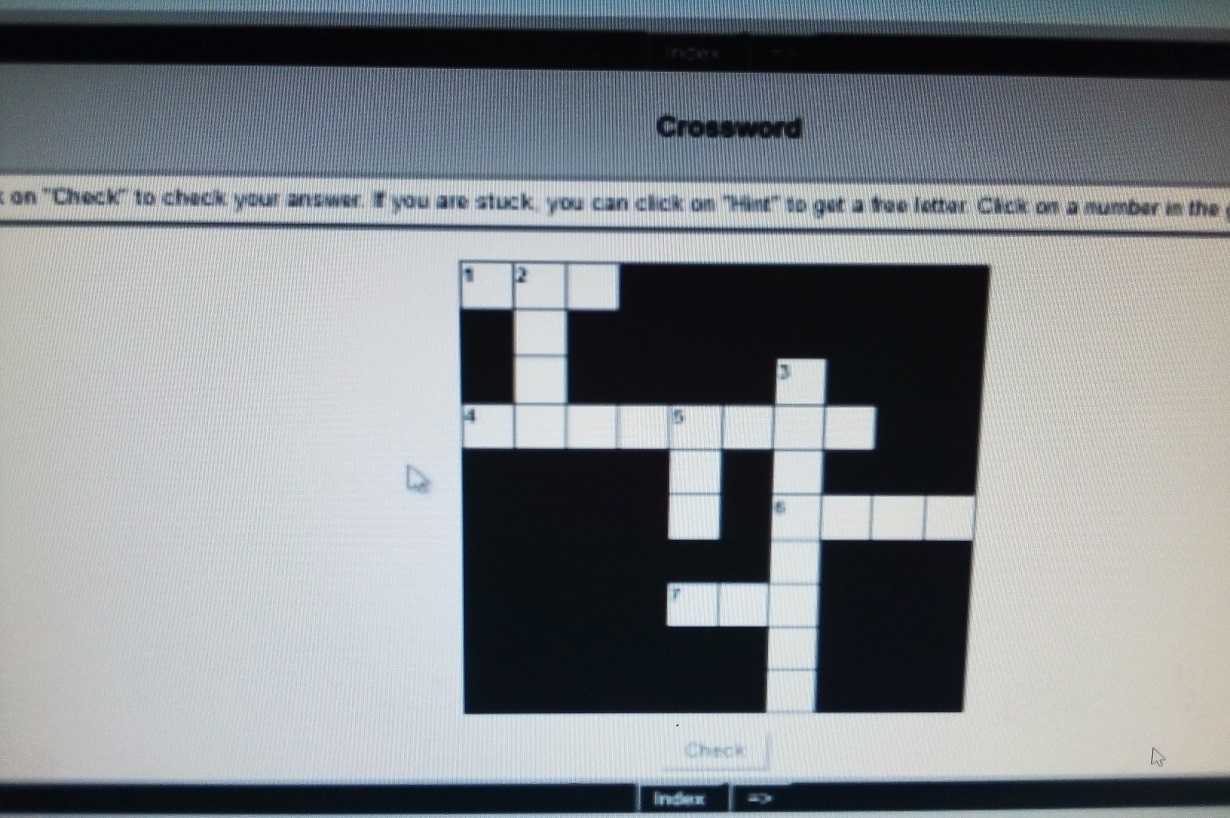 Index =>
Crossword
on "Check" to check your answer. If you are stuck, you can click on "Hint" to get a free letter. Click on a number in the
1 2
3
4 5
6
7
Check
Index =>